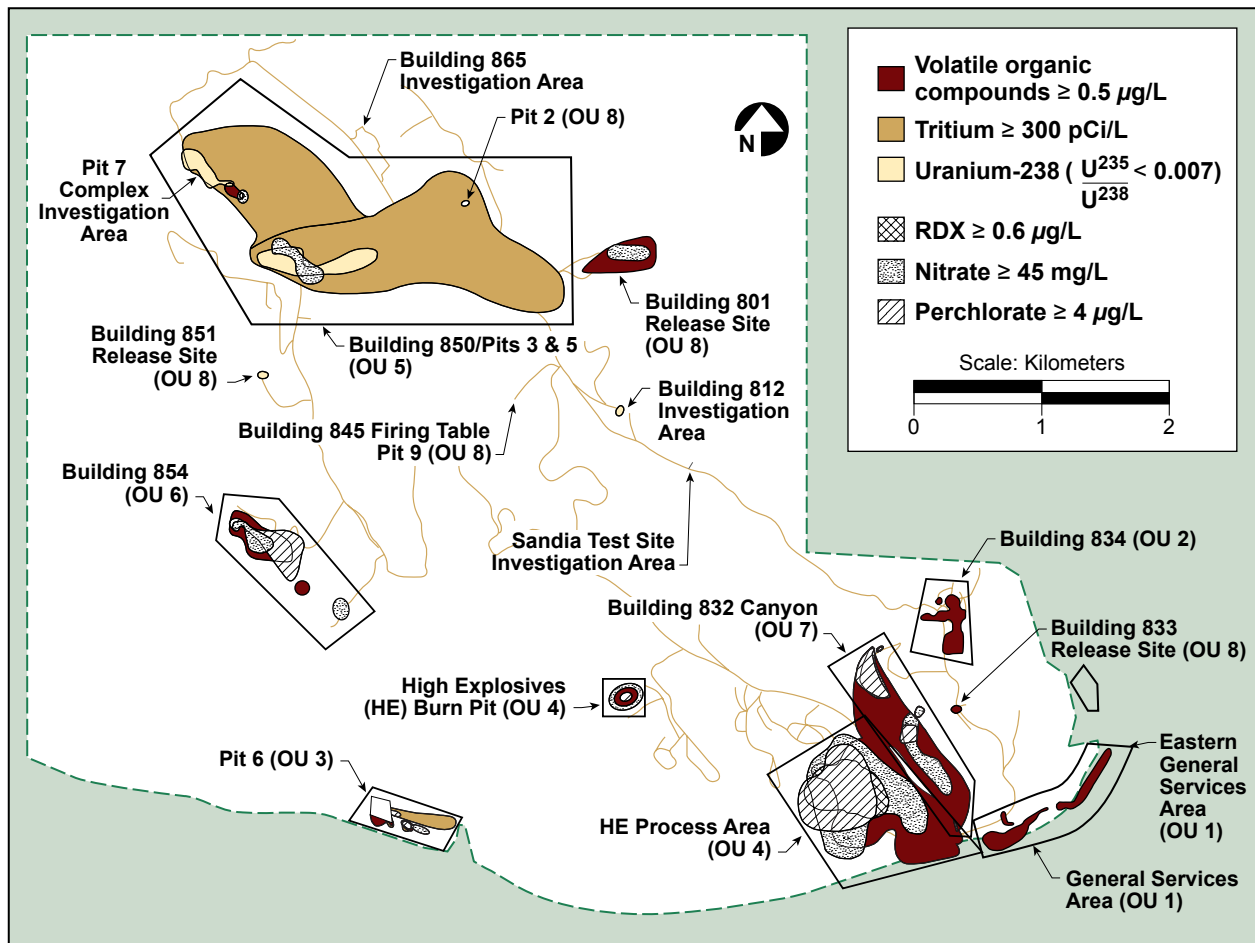 Building 865
Investigation Area
Pit 2 (OU 8)
N
Pit 7
Complex
Investigation
Area
Building 801
Release Site
(OU 8)
Building 851
Release Site
(OU 8)
Building 850/Pits 3 & 5
(OU 5)
Building 812
Investigation
Area
Building 845 Firing Table
Pit 9 (OU 8)
Building 854
(OU 6)
Sandia Test Site
Investigation Area
Building 834 (OU 2)
Building 832 Canyon
(OU 7)
Building 833
Release Site (OU 8)
High Explosives
(HE) Burn Pit (OU 4)
Pit 6 (OU 3)
HE Process Area
(OU 4)
Eastern
General
Services
Area
(OU 1)
General Services
Area (OU 1)
Volatile organic
compounds ≥ 0.5 µg/L
Tritium ≥ 300 pCi/L
Uranium-238 ( U235/U238 < 0.007)
RDX ≥ 0.6 µg/L
Nitrate ≥ 45 mg/L
Perchlorate ≥ 4 µg/L
Scale: Kilometers
0 1 2